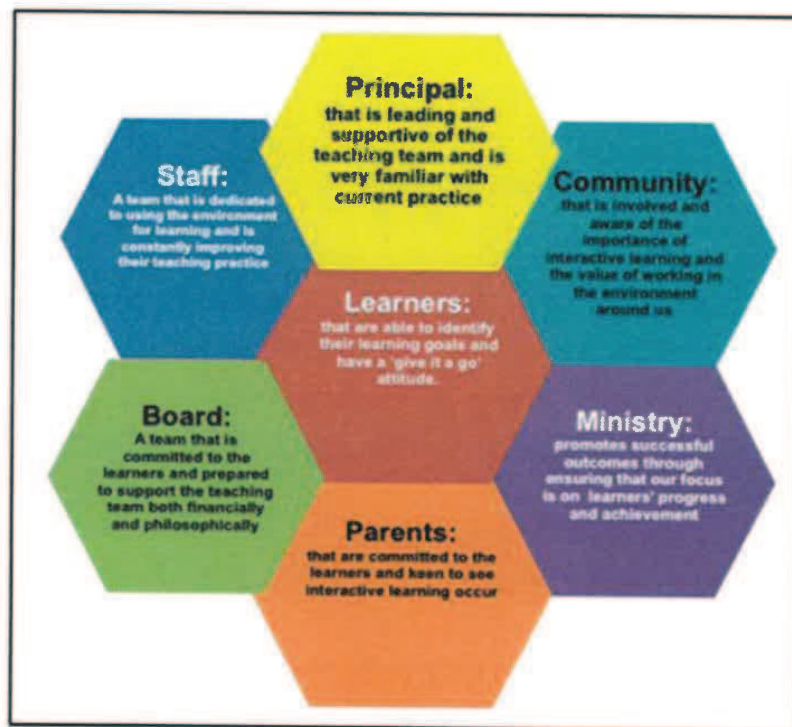 Principal:
that is leading and
supportive of the
teaching team and is
very familiar with
current practice
Staff:
A team that is dedicated
to using the environment
for learning and is
constantly improving
their teaching practice
Community:
that is involved and
aware of the
importance of
interactive learning and
the value of working in
the environment
around us
Learners:
that are able to identify
their learning goals and
have a 'give it a go'
attitude.
Board:
A team that is
committed to the
learners and prepared
to support the teaching
team both financially
and philosophically
Ministry:
promotes successful
outcomes through
ensuring that our focus
is on learners' progress
and achievement
Parents:
that are committed to the
learners and keen to see
interactive learning occur